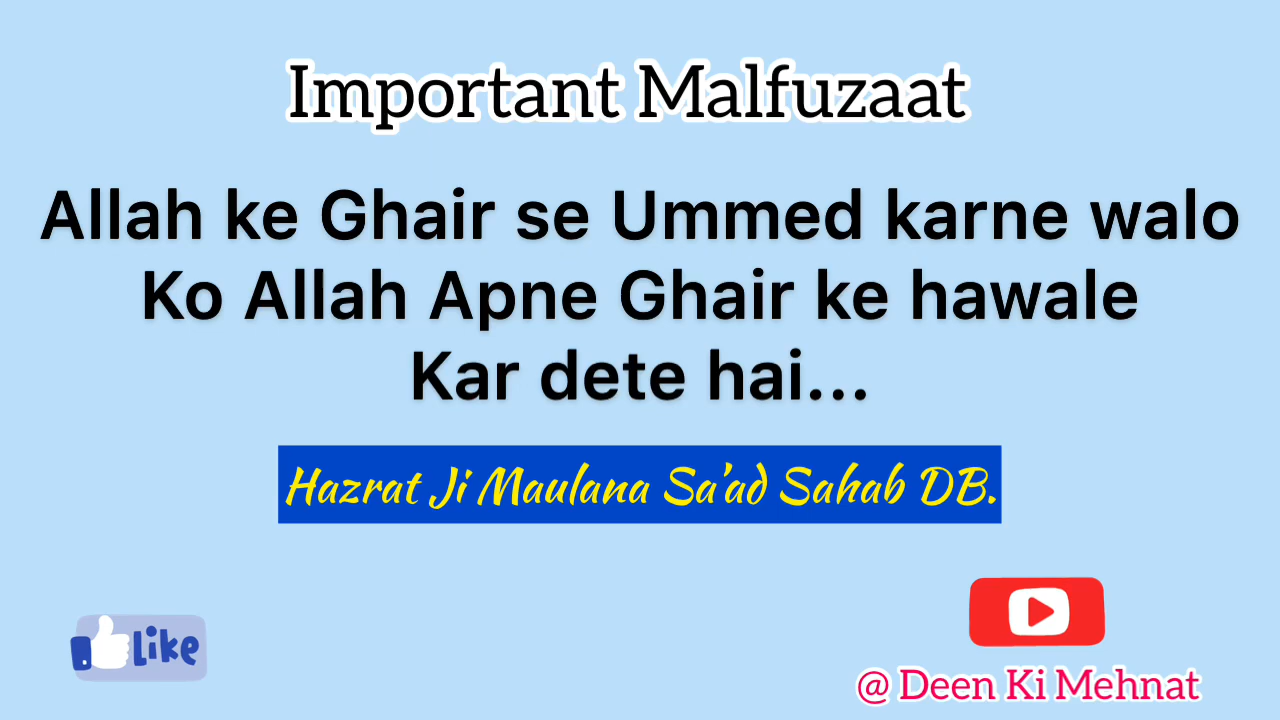 Important Malfuzaat
Allah ke Ghair se Ummed karne walo
Ko Allah Apne Ghair ke hawale
Kar dete hai...
Hazrat Ji Maulana Sa'ad Sahab DB.
Like
@ Deen Ki Mehnat